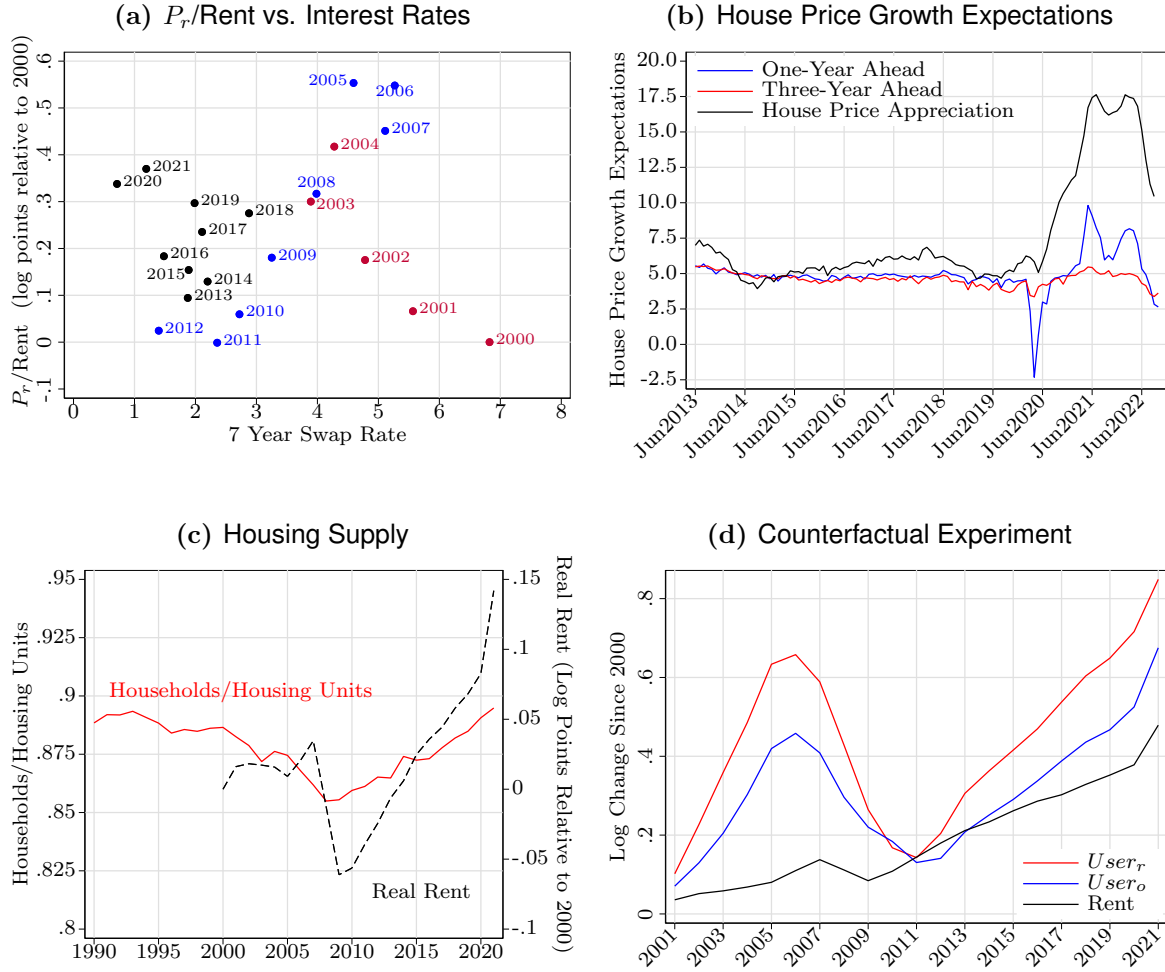 (a) P_r/Rent vs. Interest Rates
P_r/Rent (log points relative to 2000)
.6
.5
.4
.3
.2
.1
0
-.1
2005
2006
2007
2004
2008
2003
2021
2020
2019
2018
2017
2016
2015
2014
2013
2009
2002
2010
2012
2011
2001
2000
0 1 2 3 4 5 6 7 8
7 Year Swap Rate
(b) House Price Growth Expectations
House Price Growth Expectations
20.0
17.5
15.0
12.5
10.0
7.5
5.0
2.5
0.0
-2.5
One-Year Ahead
Three-Year Ahead
House Price Appreciation
Jun2013 Jun2014 Jun2015 Jun2016 Jun2017 Jun2018 Jun2019 Jun2020 Jun2021 Jun2022
(c) Housing Supply
Households/Housing Units
.95
.925
.9
.875
.85
.825
.8
Households/Housing Units
Real Rent
.15
.1
.05
0
-.05
-.1
Real Rent (Log Points Relative to 2000)
1990 1995 2000 2005 2010 2015 2020
(d) Counterfactual Experiment
Log Change Since 2000
.8
.6
.4
.2
0
User_r
User_o
Rent
2001 2003 2005 2007 2009 2011 2013 2015 2017 2019 2021